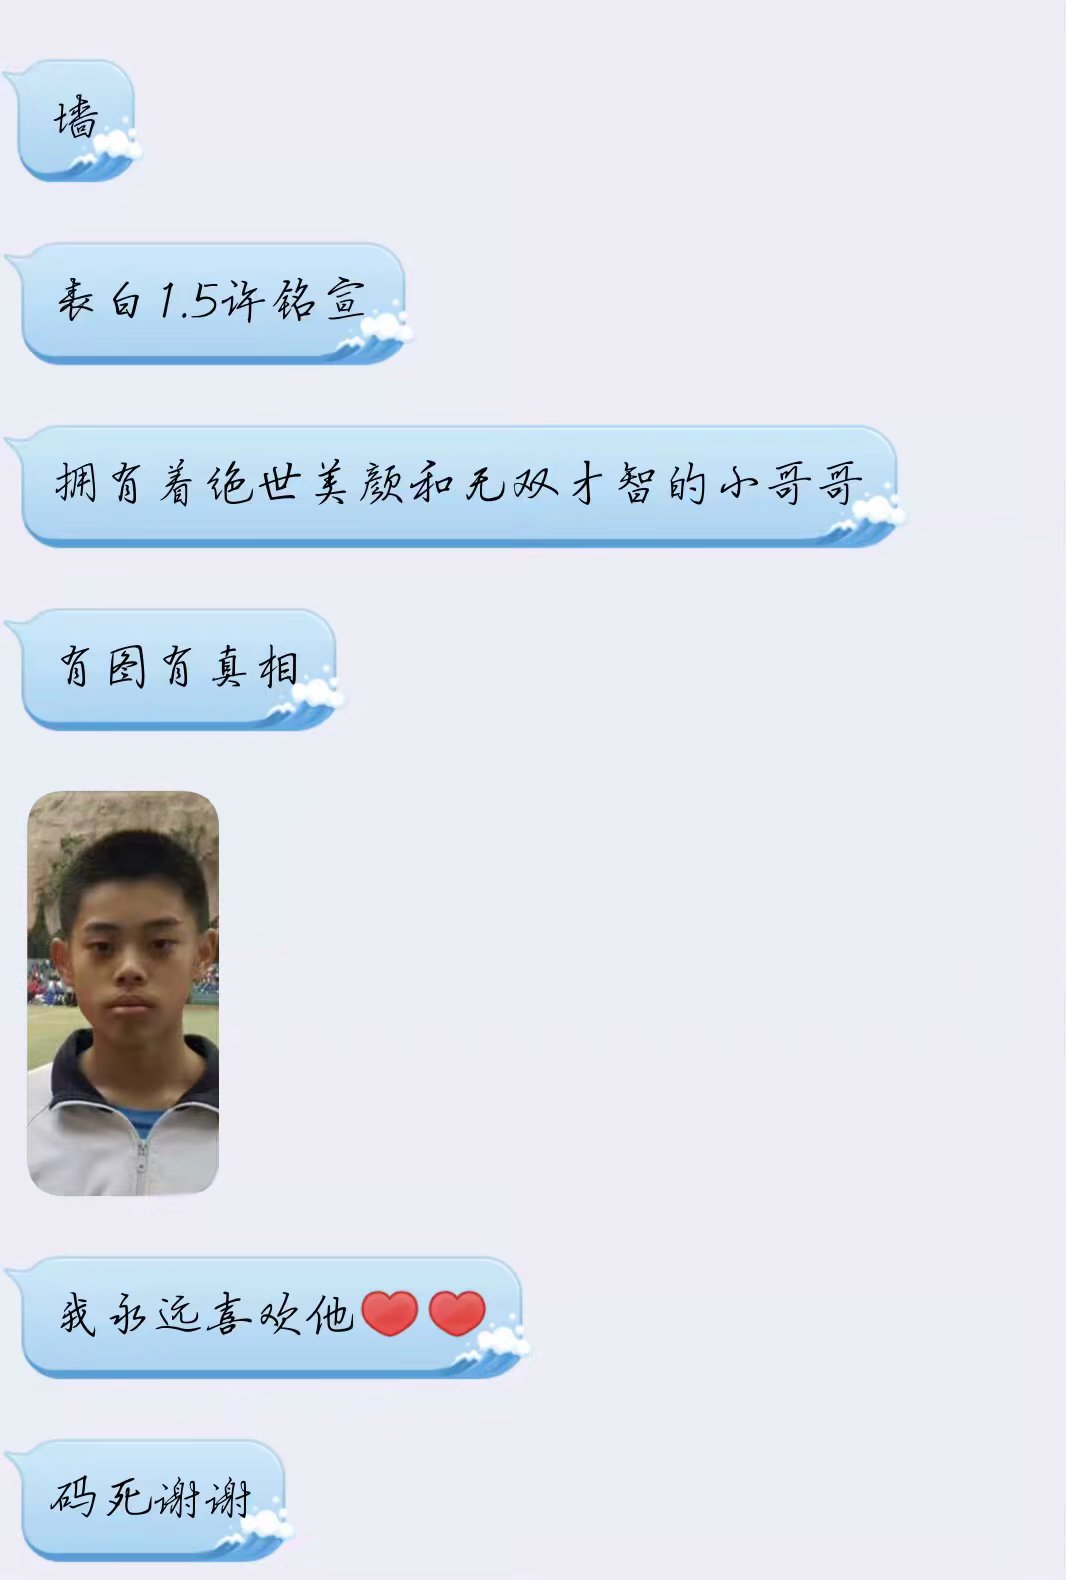 墙
表白1.5许铭宣
拥有着绝世美颜和无双才智的小哥哥
有图有真相
我永远喜欢他❤️❤️
码死谢谢